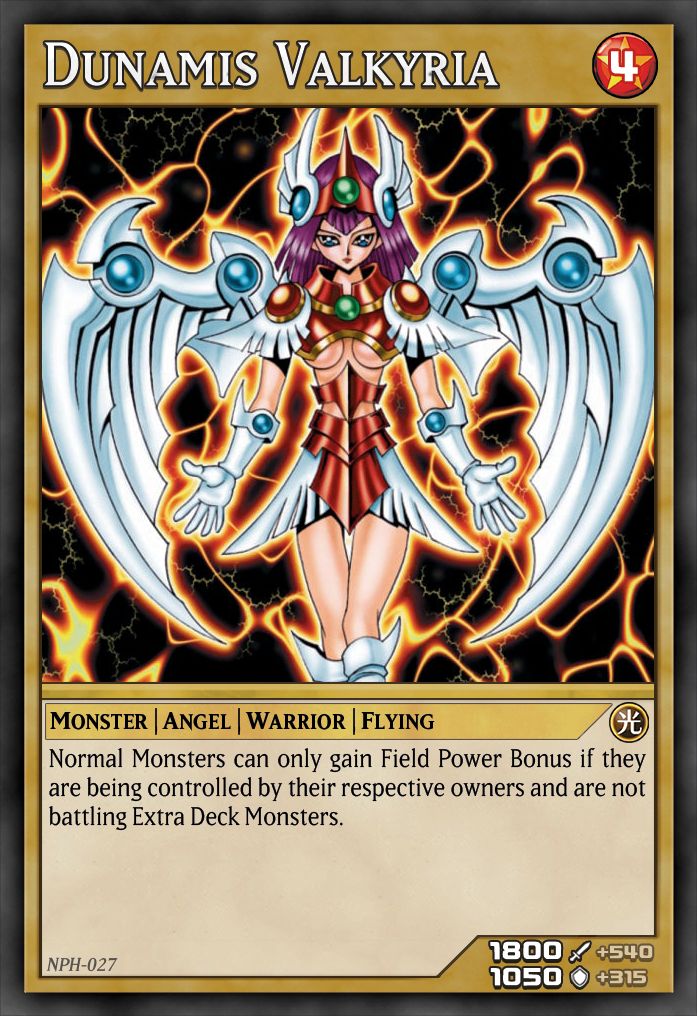 Dunamis Valkyria
4
Monster | Angel | Warrior | Flying
光
Normal Monsters can only gain Field Power Bonus if they
are being controlled by their respective owners and are not
battling Extra Deck Monsters.
1800 +540
NPH-027
1050 +315